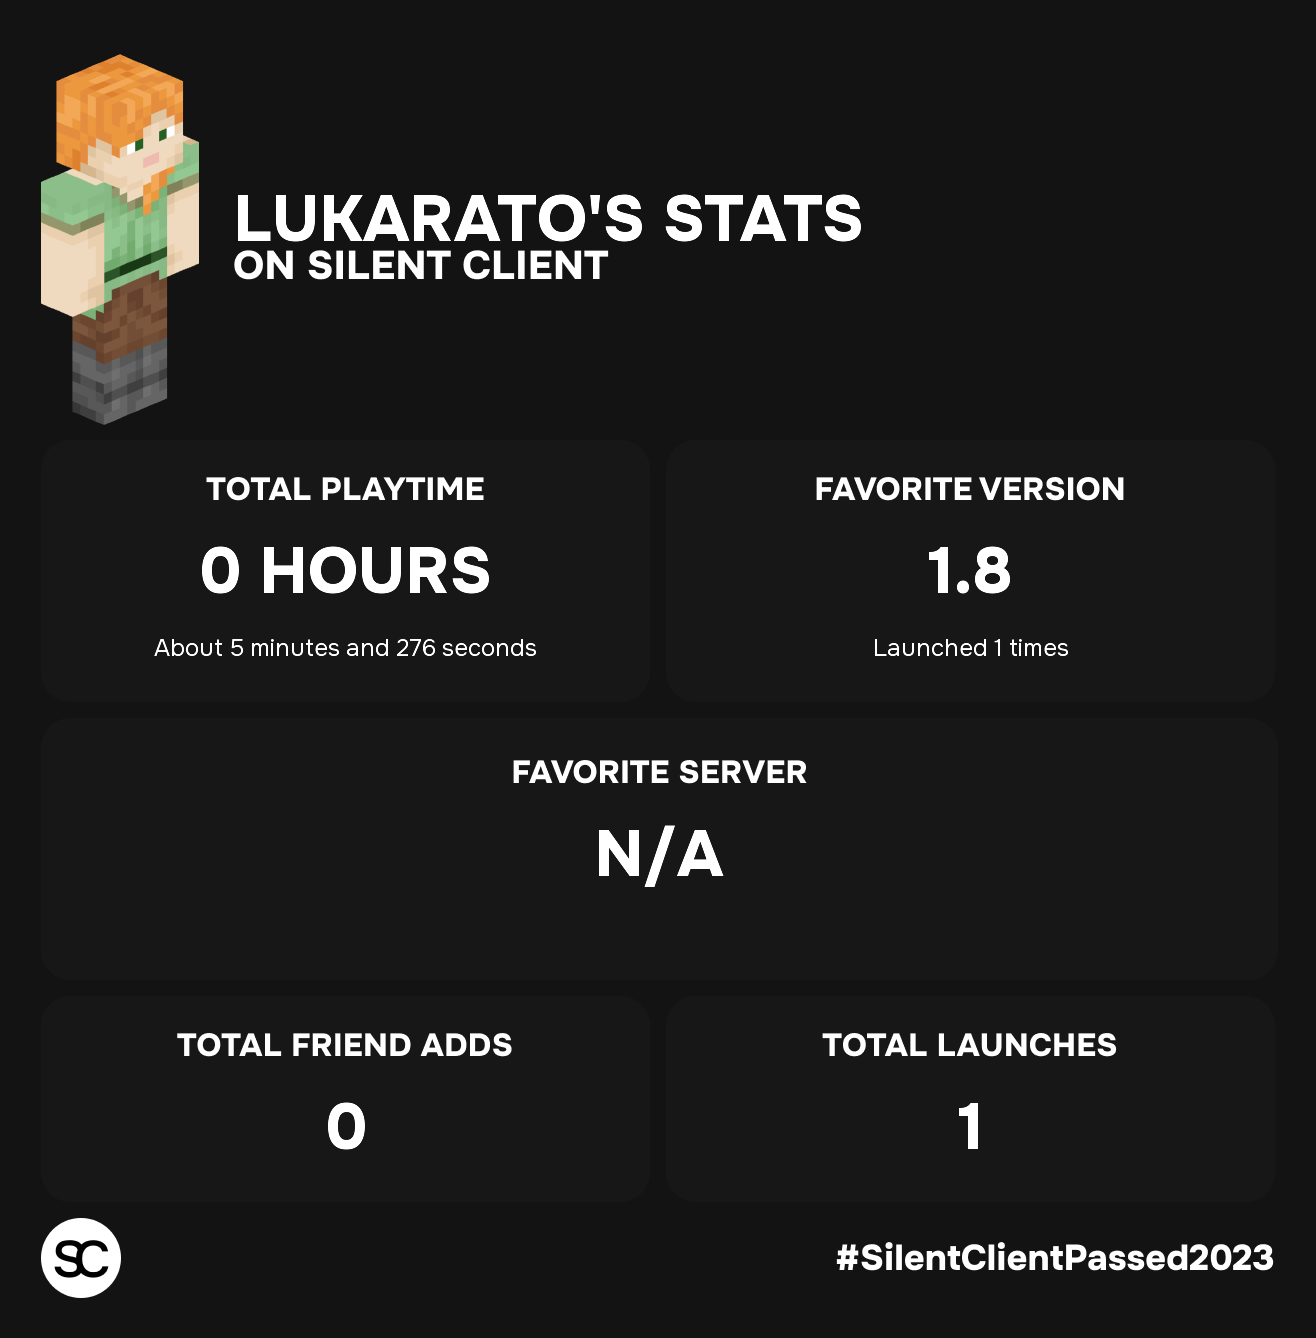 LUKARATO'S STATS
ON SILENT CLIENT
TOTAL PLAYTIME
0 HOURS
About 5 minutes and 276 seconds
FAVORITE VERSION
1.8
Launched 1 times
FAVORITE SERVER
N/A
TOTAL FRIEND ADDS
0
TOTAL LAUNCHES
1
SC
#SilentClientPassed2023